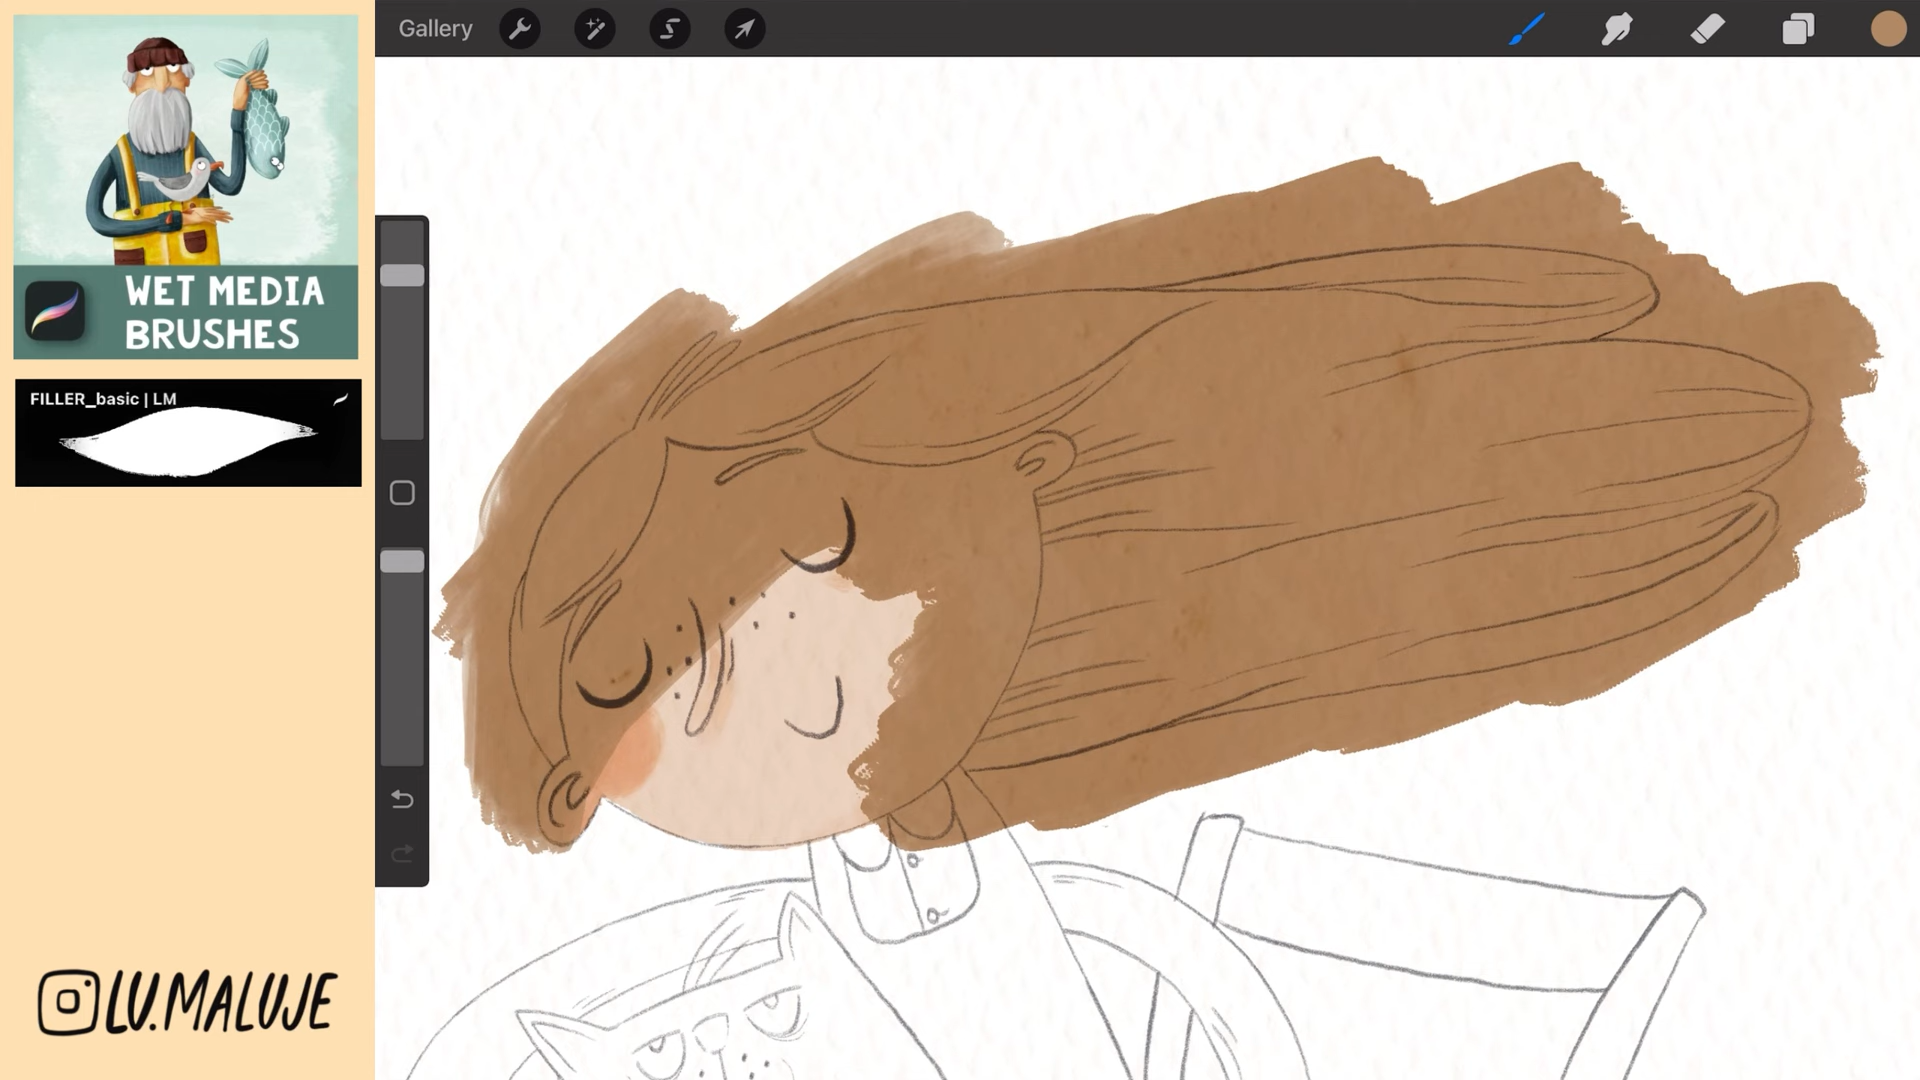 Gallery
WET MEDIA
BRUSHES
FILLER_basic | LM
LU.MALUJE